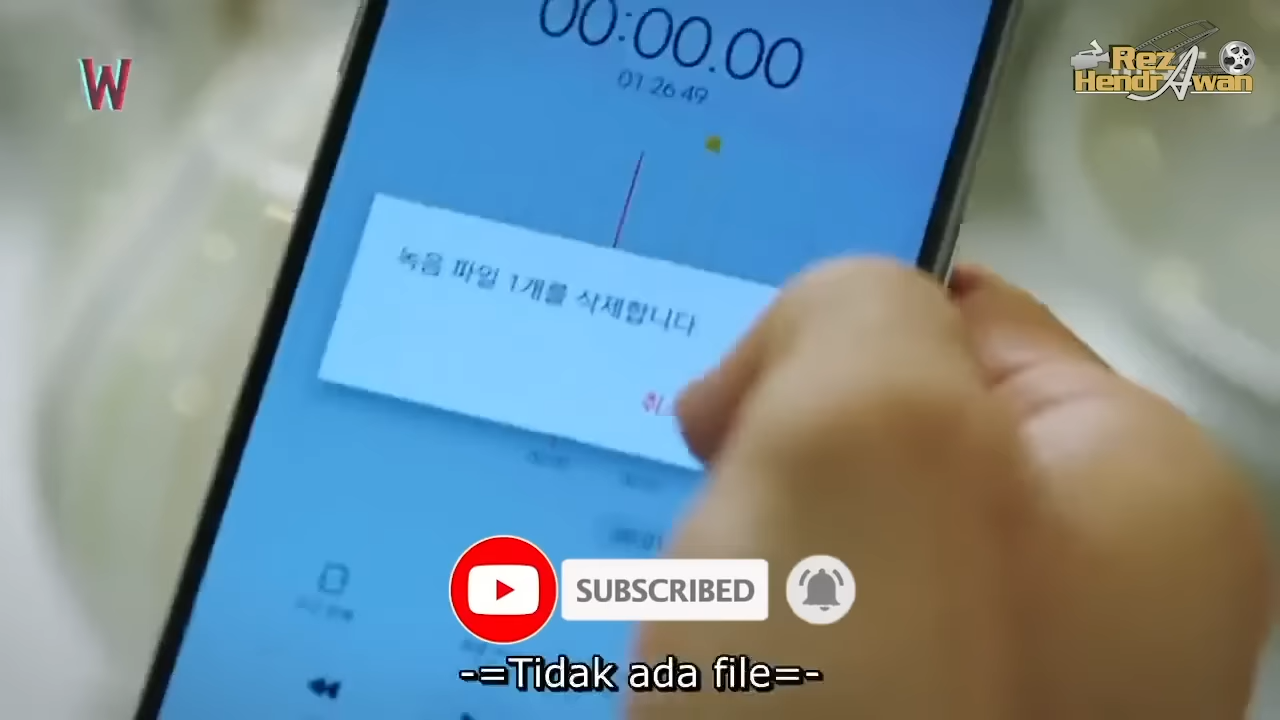 00:00.00
01:26.49
W
Reza
HendrAwan
녹음 파일 1개를 삭제합니다
SUBSCRIBED
-=Tidak ada file=-